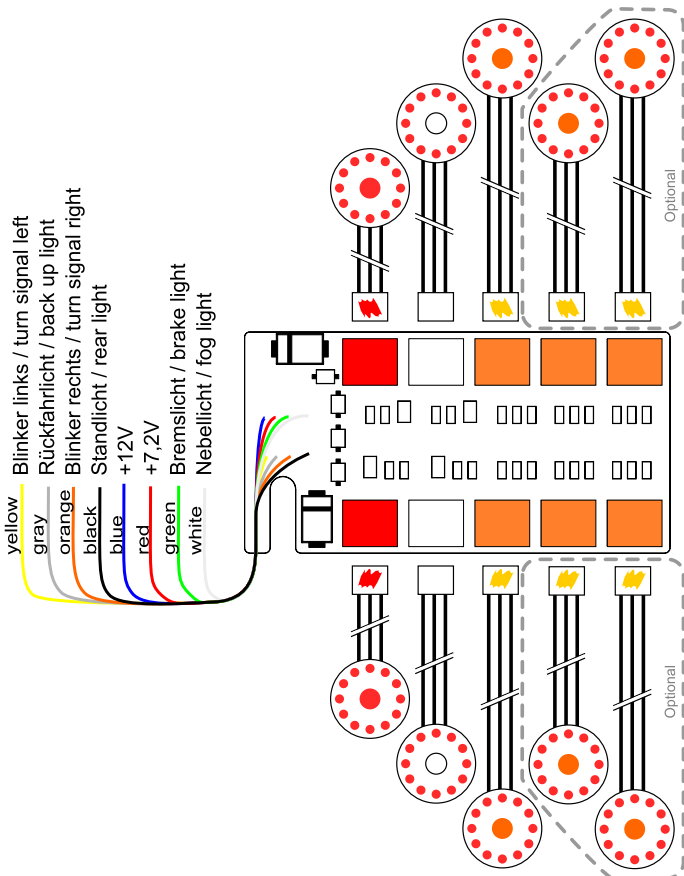 yellow Blinker links / turn signal left
gray Rückfahrlicht / back up light
orange Blinker rechts / turn signal right
black Standlicht / rear light
blue +12V
red +7,2V
green Bremslicht / brake light
white Nebellicht / fog light
Optional
Optional